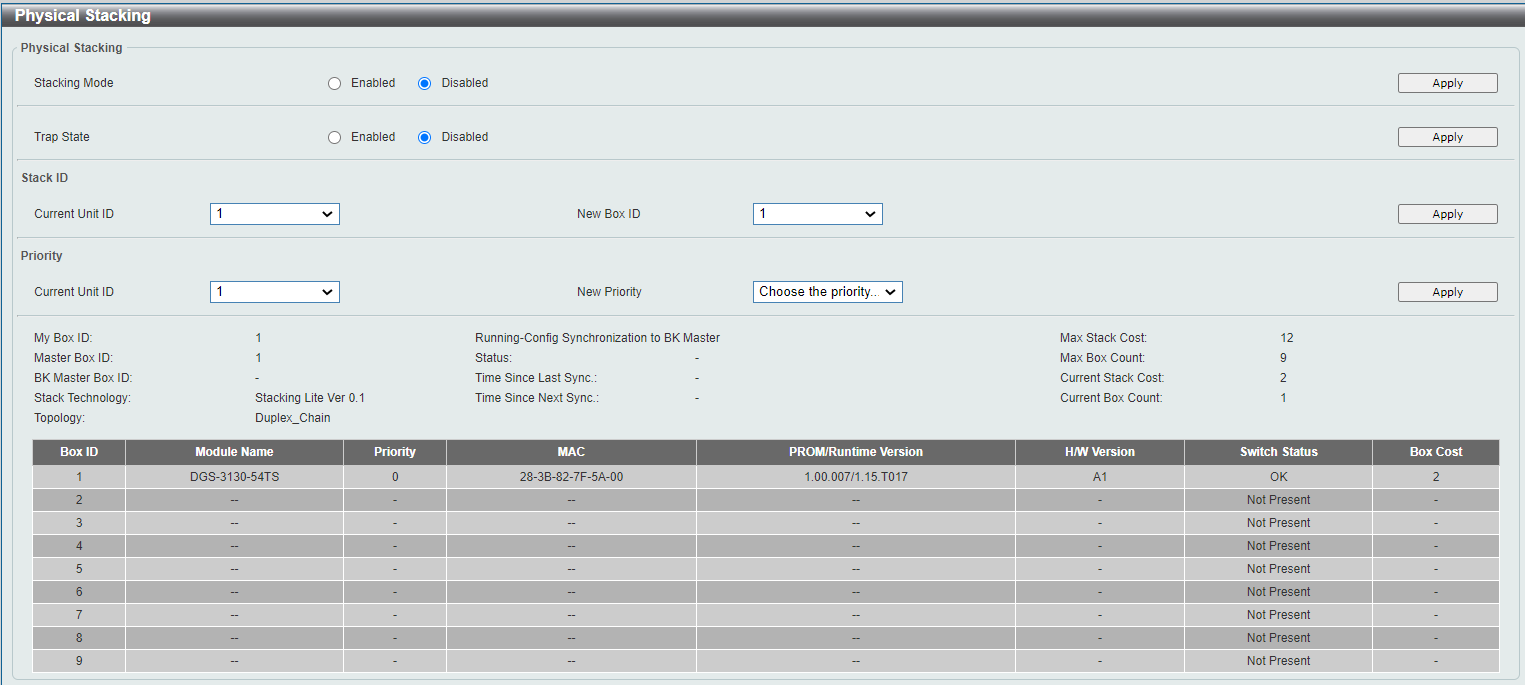 Physical Stacking
Physical Stacking
Stacking Mode Enabled Disabled Apply
Trap State Enabled Disabled Apply
Stack ID
Current Unit ID 1 New Box ID 1 Apply
Priority
Current Unit ID 1 New Priority Choose the priority... Apply
My Box ID: 1 Running-Config Synchronization to BK Master Max Stack Cost: 12
Master Box ID: 1 Status: - Max Box Count: 9
BK Master Box ID: - Time Since Last Sync.: - Current Stack Cost: 2
Stack Technology: Stacking Lite Ver 0.1 Time Since Next Sync.: - Current Box Count: 1
Topology: Duplex_Chain
Box ID Module Name Priority MAC PROM/Runtime Version H/W Version Switch Status Box Cost
1 DGS-3130-54TS 0 28-3B-82-7F-5A-00 1.00.007/1.15.T017 A1 OK 2
2 -- - -- -- - Not Present -
3 -- - -- -- - Not Present -
4 -- - -- -- - Not Present -
5 -- - -- -- - Not Present -
6 -- - -- -- - Not Present -
7 -- - -- -- - Not Present -
8 -- - -- -- - Not Present -
9 -- - -- -- - Not Present -